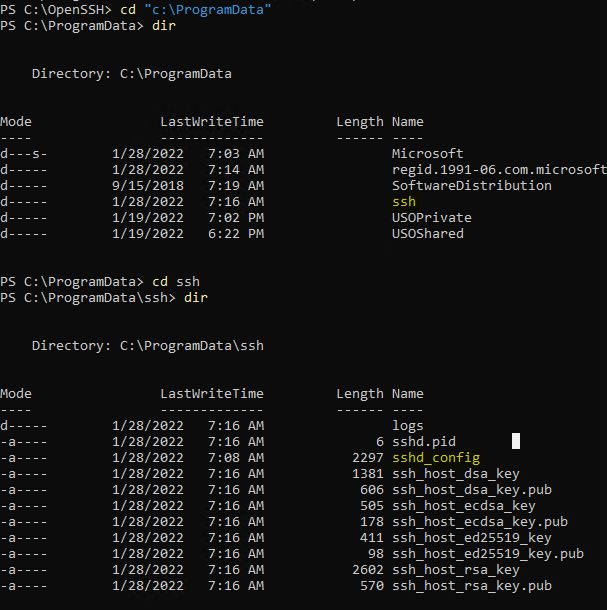 PS C:\OpenSSH> cd "c:\ProgramData"
PS C:\ProgramData> dir
Directory: C:\ProgramData
Mode LastWriteTime Length Name
---- ------------- ------ ----
d---s- 1/28/2022 7:03 AM Microsoft
d----- 1/28/2022 7:14 AM regid.1991-06.com.microsoft
d----- 9/15/2018 7:19 AM SoftwareDistribution
d----- 1/28/2022 7:16 AM ssh
d----- 1/19/2022 7:02 PM USOPrivate
d----- 1/19/2022 6:22 PM USOShared
PS C:\ProgramData> cd ssh
PS C:\ProgramData\ssh> dir
Directory: C:\ProgramData\ssh
Mode LastWriteTime Length Name
---- ------------- ------ ----
d----- 1/28/2022 7:16 AM logs
-a---- 1/28/2022 7:16 AM 6 sshd.pid
-a---- 1/28/2022 7:08 AM 2297 sshd_config
-a---- 1/28/2022 7:16 AM 1381 ssh_host_dsa_key
-a---- 1/28/2022 7:16 AM 606 ssh_host_dsa_key.pub
-a---- 1/28/2022 7:16 AM 505 ssh_host_ecdsa_key
-a---- 1/28/2022 7:16 AM 178 ssh_host_ecdsa_key.pub
-a---- 1/28/2022 7:16 AM 411 ssh_host_ed25519_key
-a---- 1/28/2022 7:16 AM 98 ssh_host_ed25519_key.pub
-a---- 1/28/2022 7:16 AM 2602 ssh_host_rsa_key
-a---- 1/28/2022 7:16 AM 570 ssh_host_rsa_key.pub